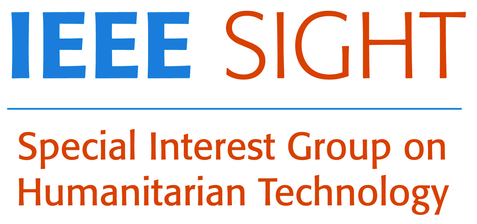 IEEE SIGHT
Special Interest Group on
Humanitarian Technology